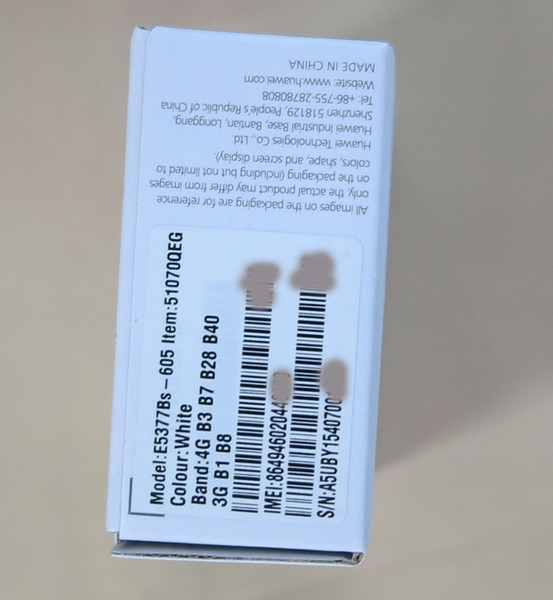 All images on the packaging are for reference
only, the actual product may differ from images
on the packaging (including but not limited to
colors, shape, and screen display).
Huawei Technologies Co., Ltd.
Huawei Industrial Base, Bantian, Longgang,
Shenzhen 518129, People's Republic of China
Tel: +86-755-28780808
Website: www.huawei.com
MADE IN CHINA
Model:E5377Bs-605 Item:51070QEG
Colour:White
Band:4G B3 B7 B28 B40
3G B1 B8
IMEI:86494602044
S/N:A5UBY1540700